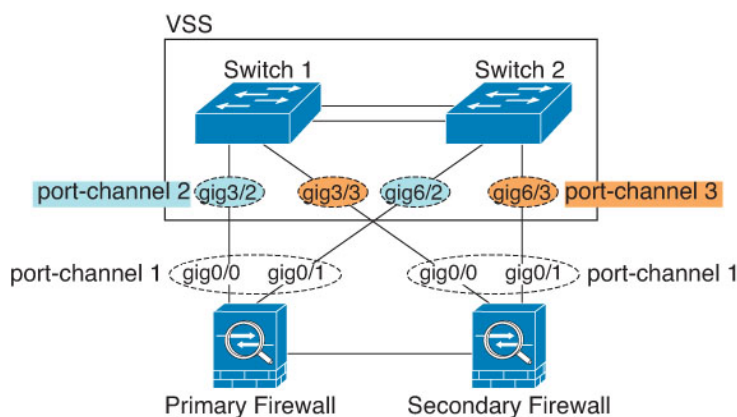 VSS
Switch 1
Switch 2
port-channel 2
gig3/2
gig3/3
gig6/2
gig6/3
port-channel 3
port-channel 1
gig0/0
gig0/1
gig0/0
gig0/1
port-channel 1
Primary Firewall
Secondary Firewall